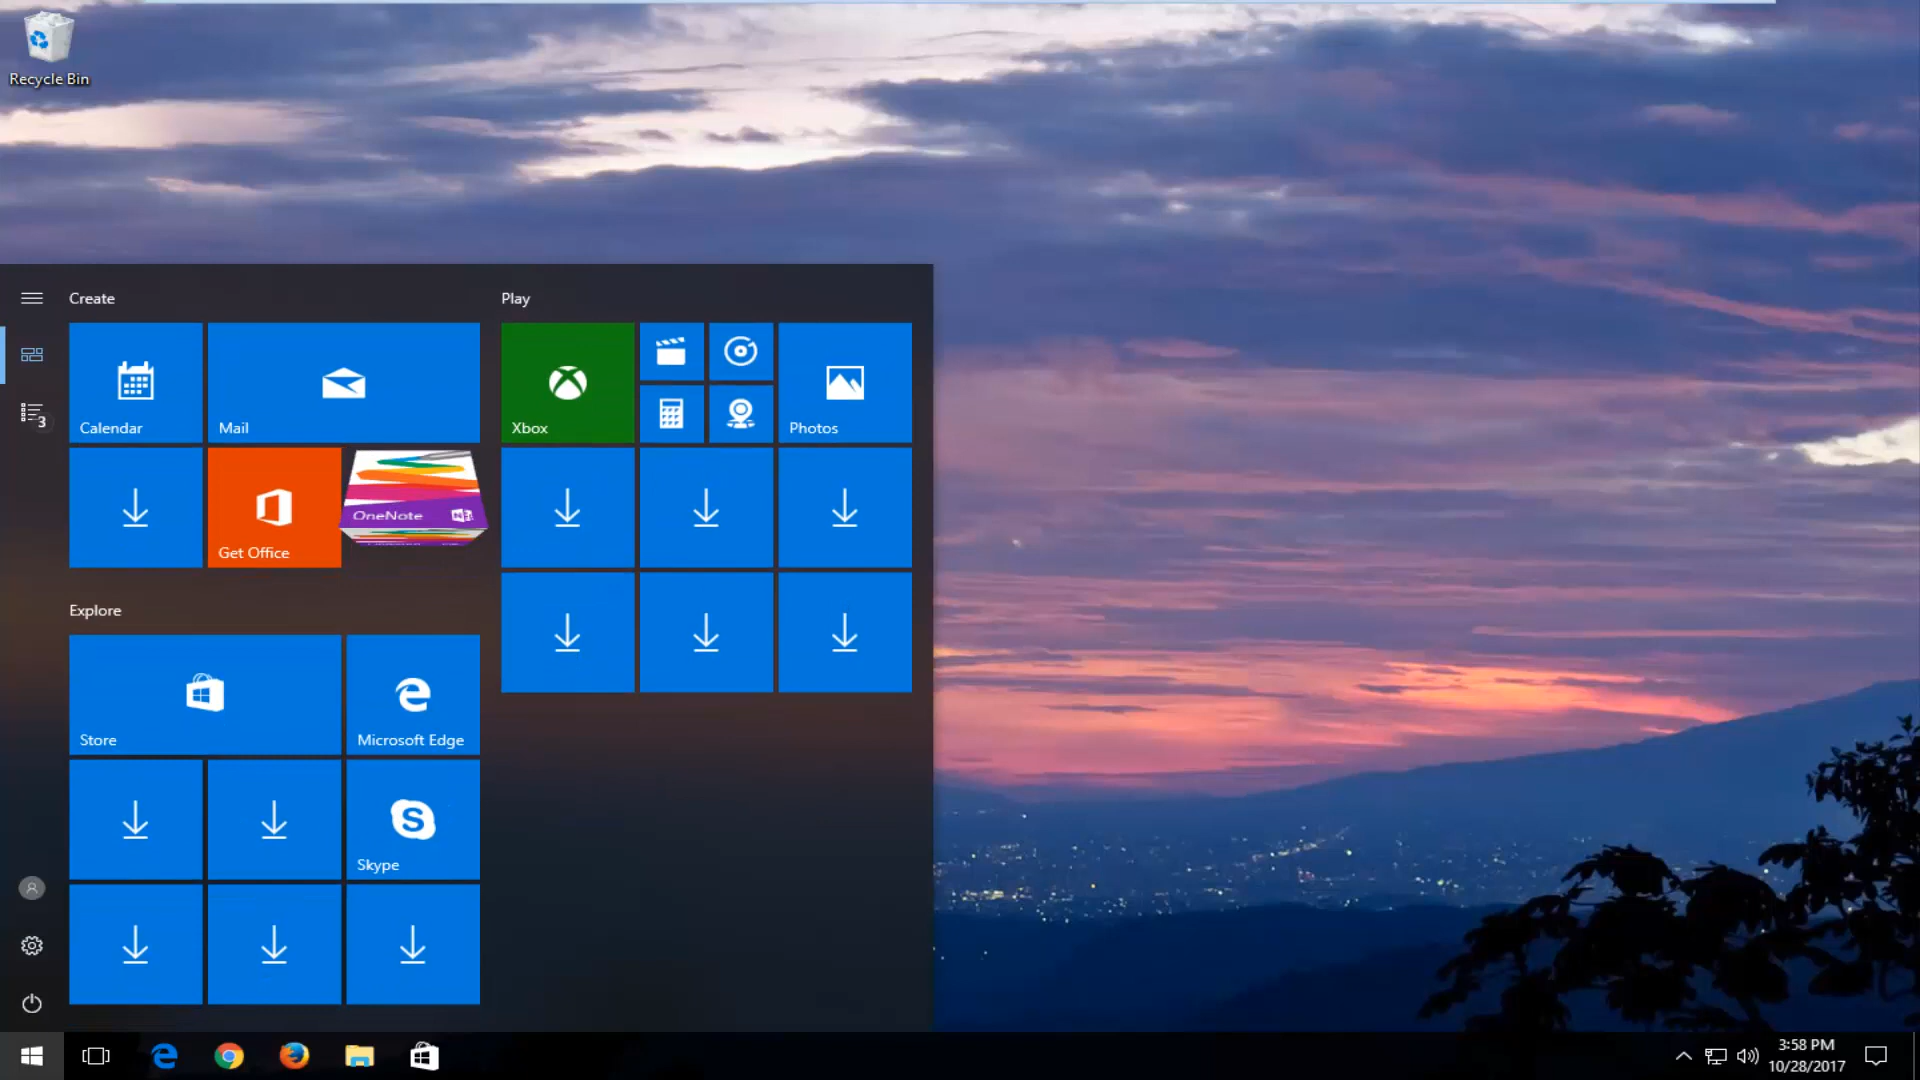 Recycle Bin
Create
Play
Calendar
Mail
Xbox
Photos
3
Get Office
OneNote
Explore
Store
Microsoft Edge
Skype
3:58 PM
10/28/2017